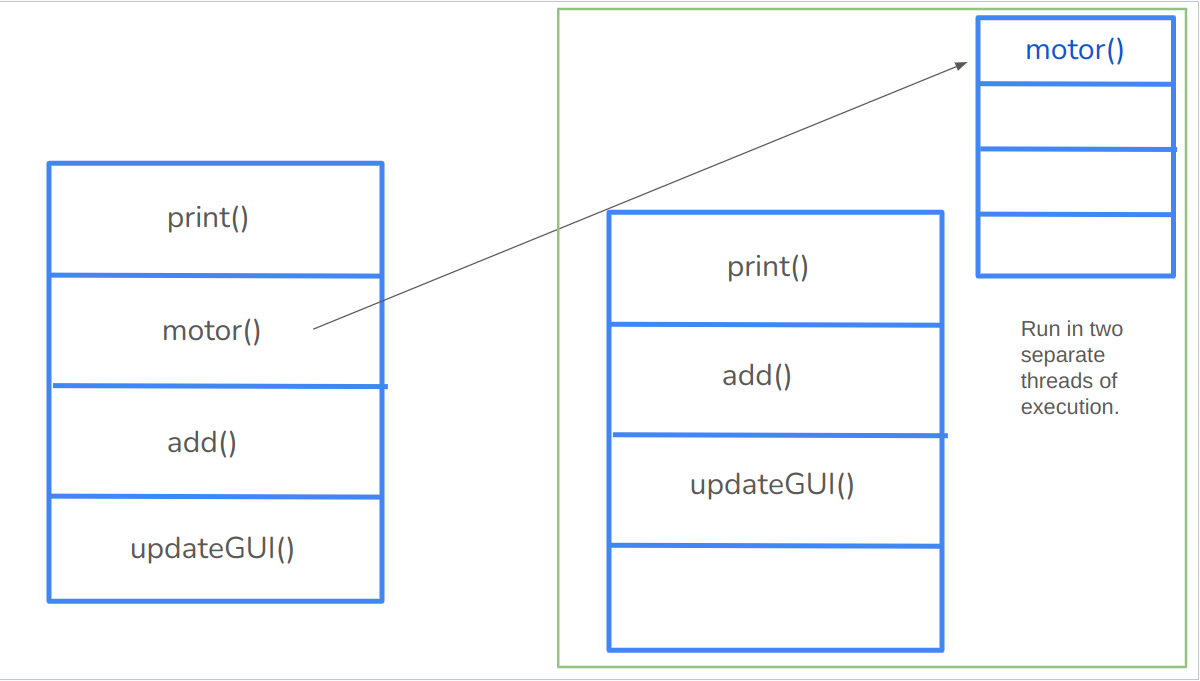 print()
motor()
add()
updateGUI()
print()
add()
updateGUI()
motor()
Run in two
separate
threads of
execution.